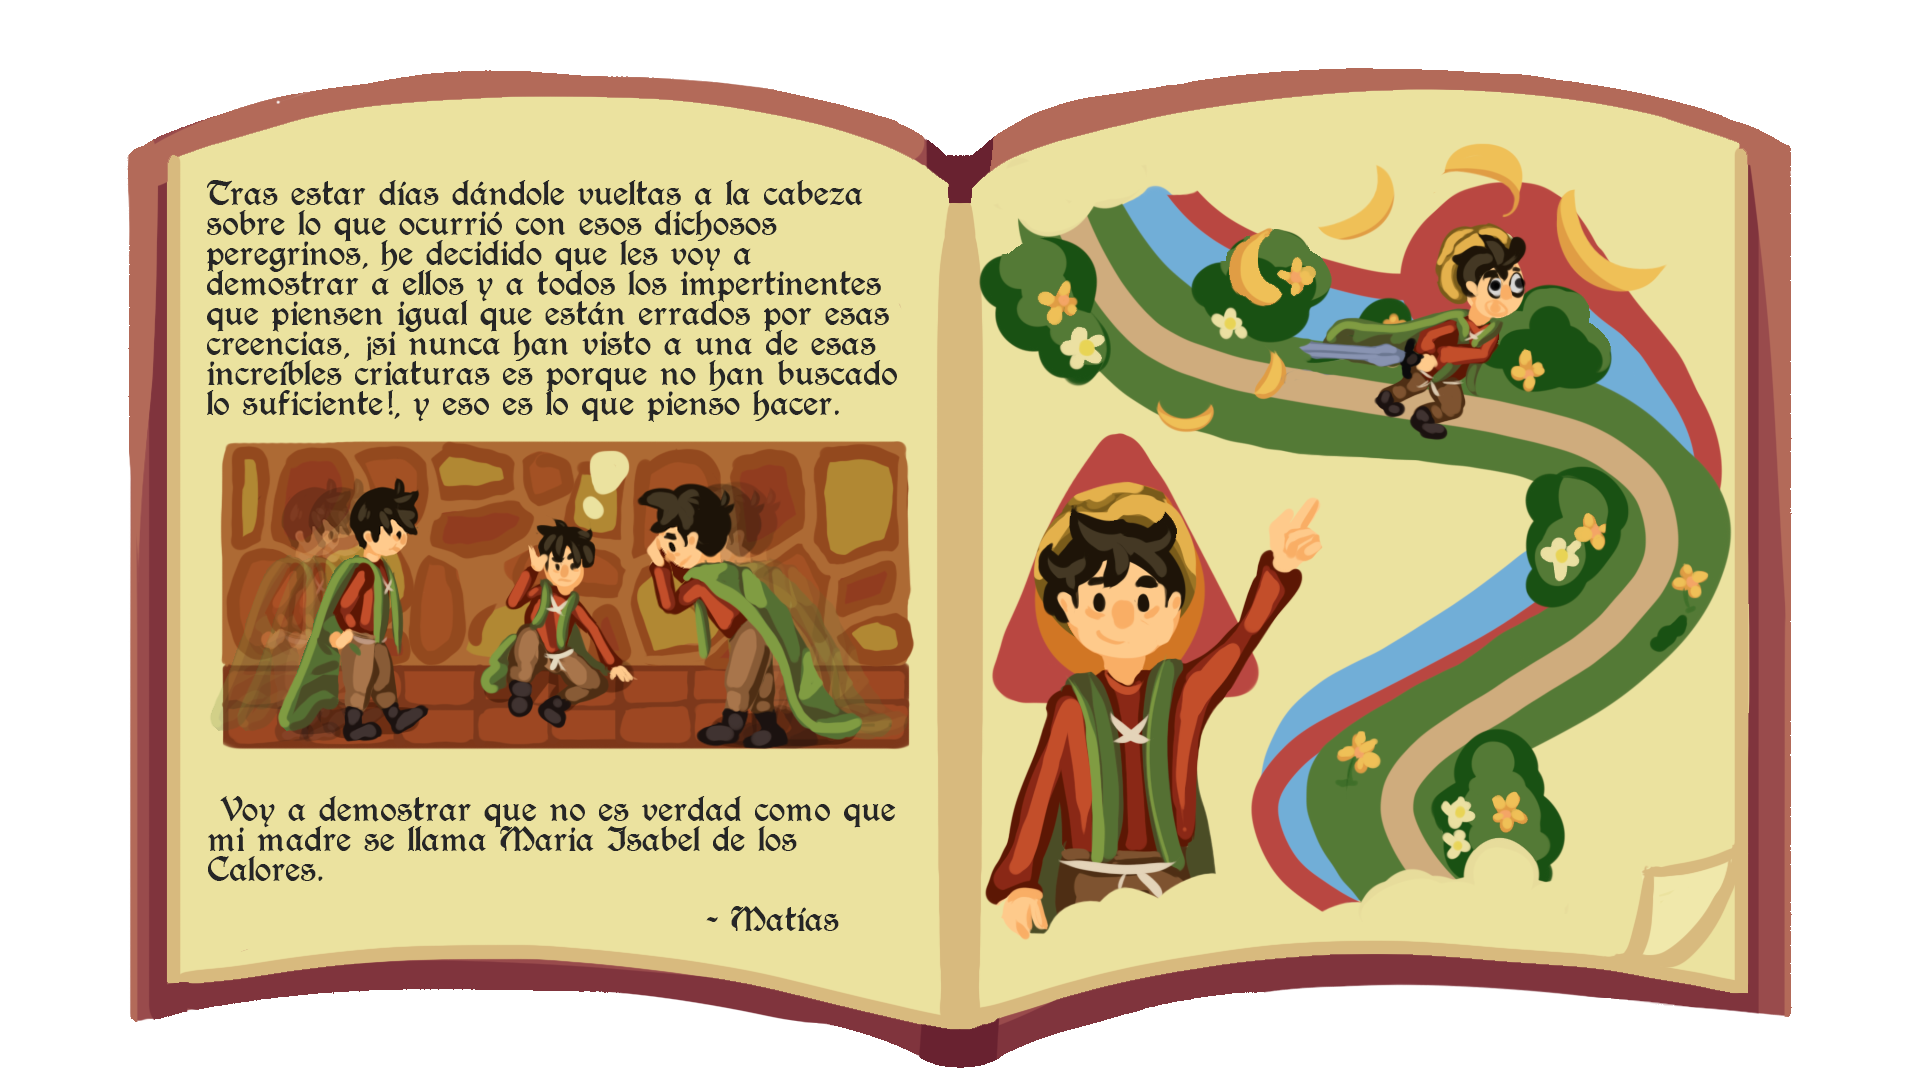 Tras estar días dándole vueltas a la cabeza
sobre lo que ocurrió con esos dichosos
peregrinos, he decidido que les voy a
demostrar a ellos y a todos los impertinentes
que piensen igual que están errados por esas
creencias, ¡si nunca han visto a una de esas
increíbles criaturas es porque no han buscado
lo suficiente!, y eso es lo que pienso hacer.
Voy a demostrar que no es verdad como que
mi madre se llama Maria Isabel de los
Calores.
- Matías